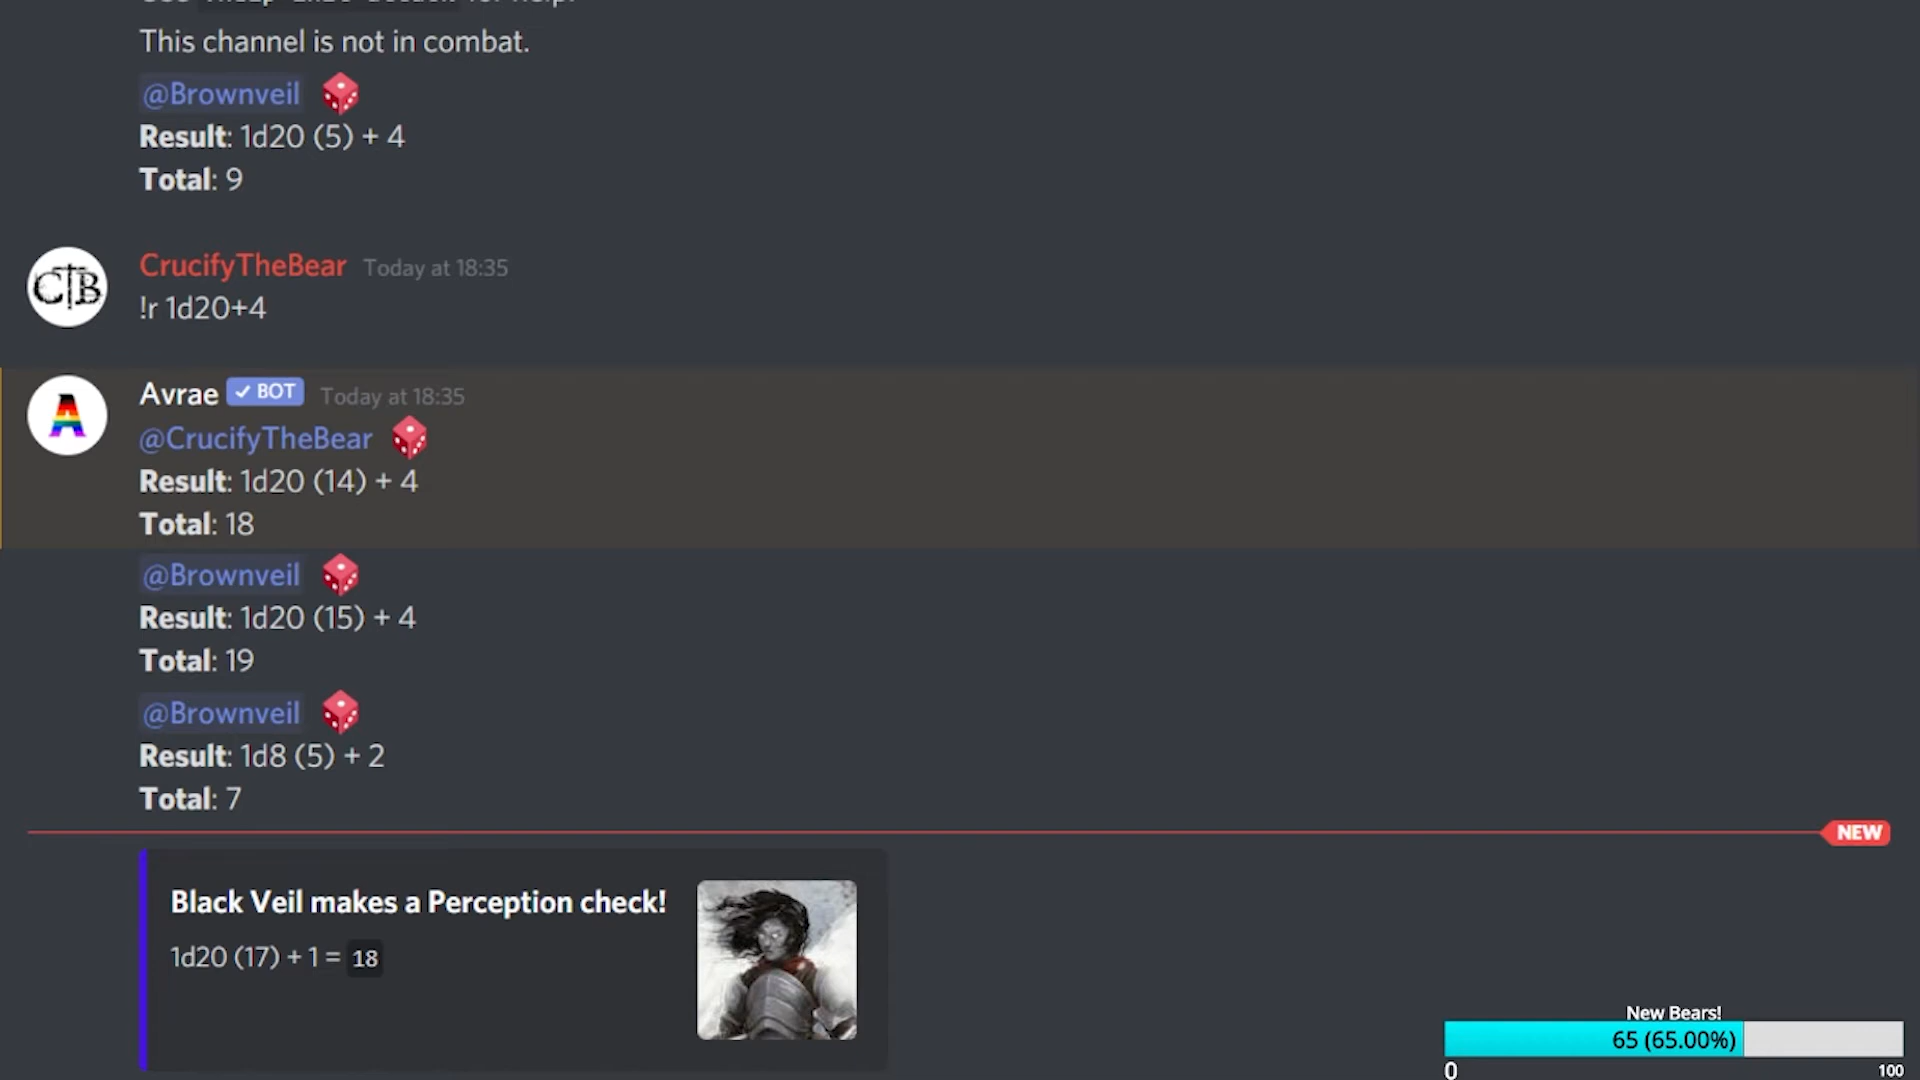 This channel is not in combat.
@Brownveil
Result: 1d20 (5) + 4
Total: 9
CTB
CrucifyTheBear Today at 18:35
!r 1d20+4
A
Avrae BOT Today at 18:35
@CrucifyTheBear
Result: 1d20 (14) + 4
Total: 18
@Brownveil
Result: 1d20 (15) + 4
Total: 19
@Brownveil
Result: 1d8 (5) + 2
Total: 7
NEW
Black Veil makes a Perception check!
1d20 (17) + 1 = 18
New Bears!
65 (65.00%)
0 100